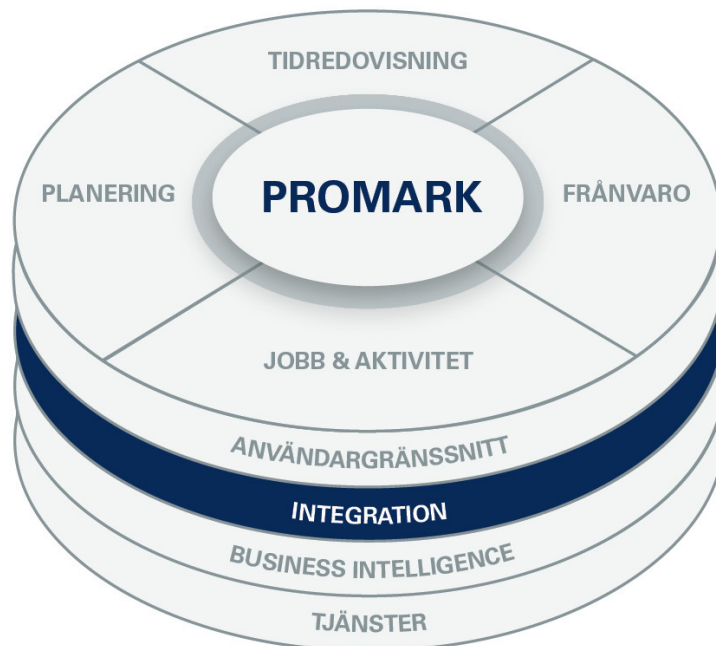 TIDREDOVISNING
PLANERING
PROMARK
FRÅNVARO
JOBB & AKTIVITET
ANVÄNDARGRÄNSSNITT
INTEGRATION
BUSINESS INTELLIGENCE
TJÄNSTER